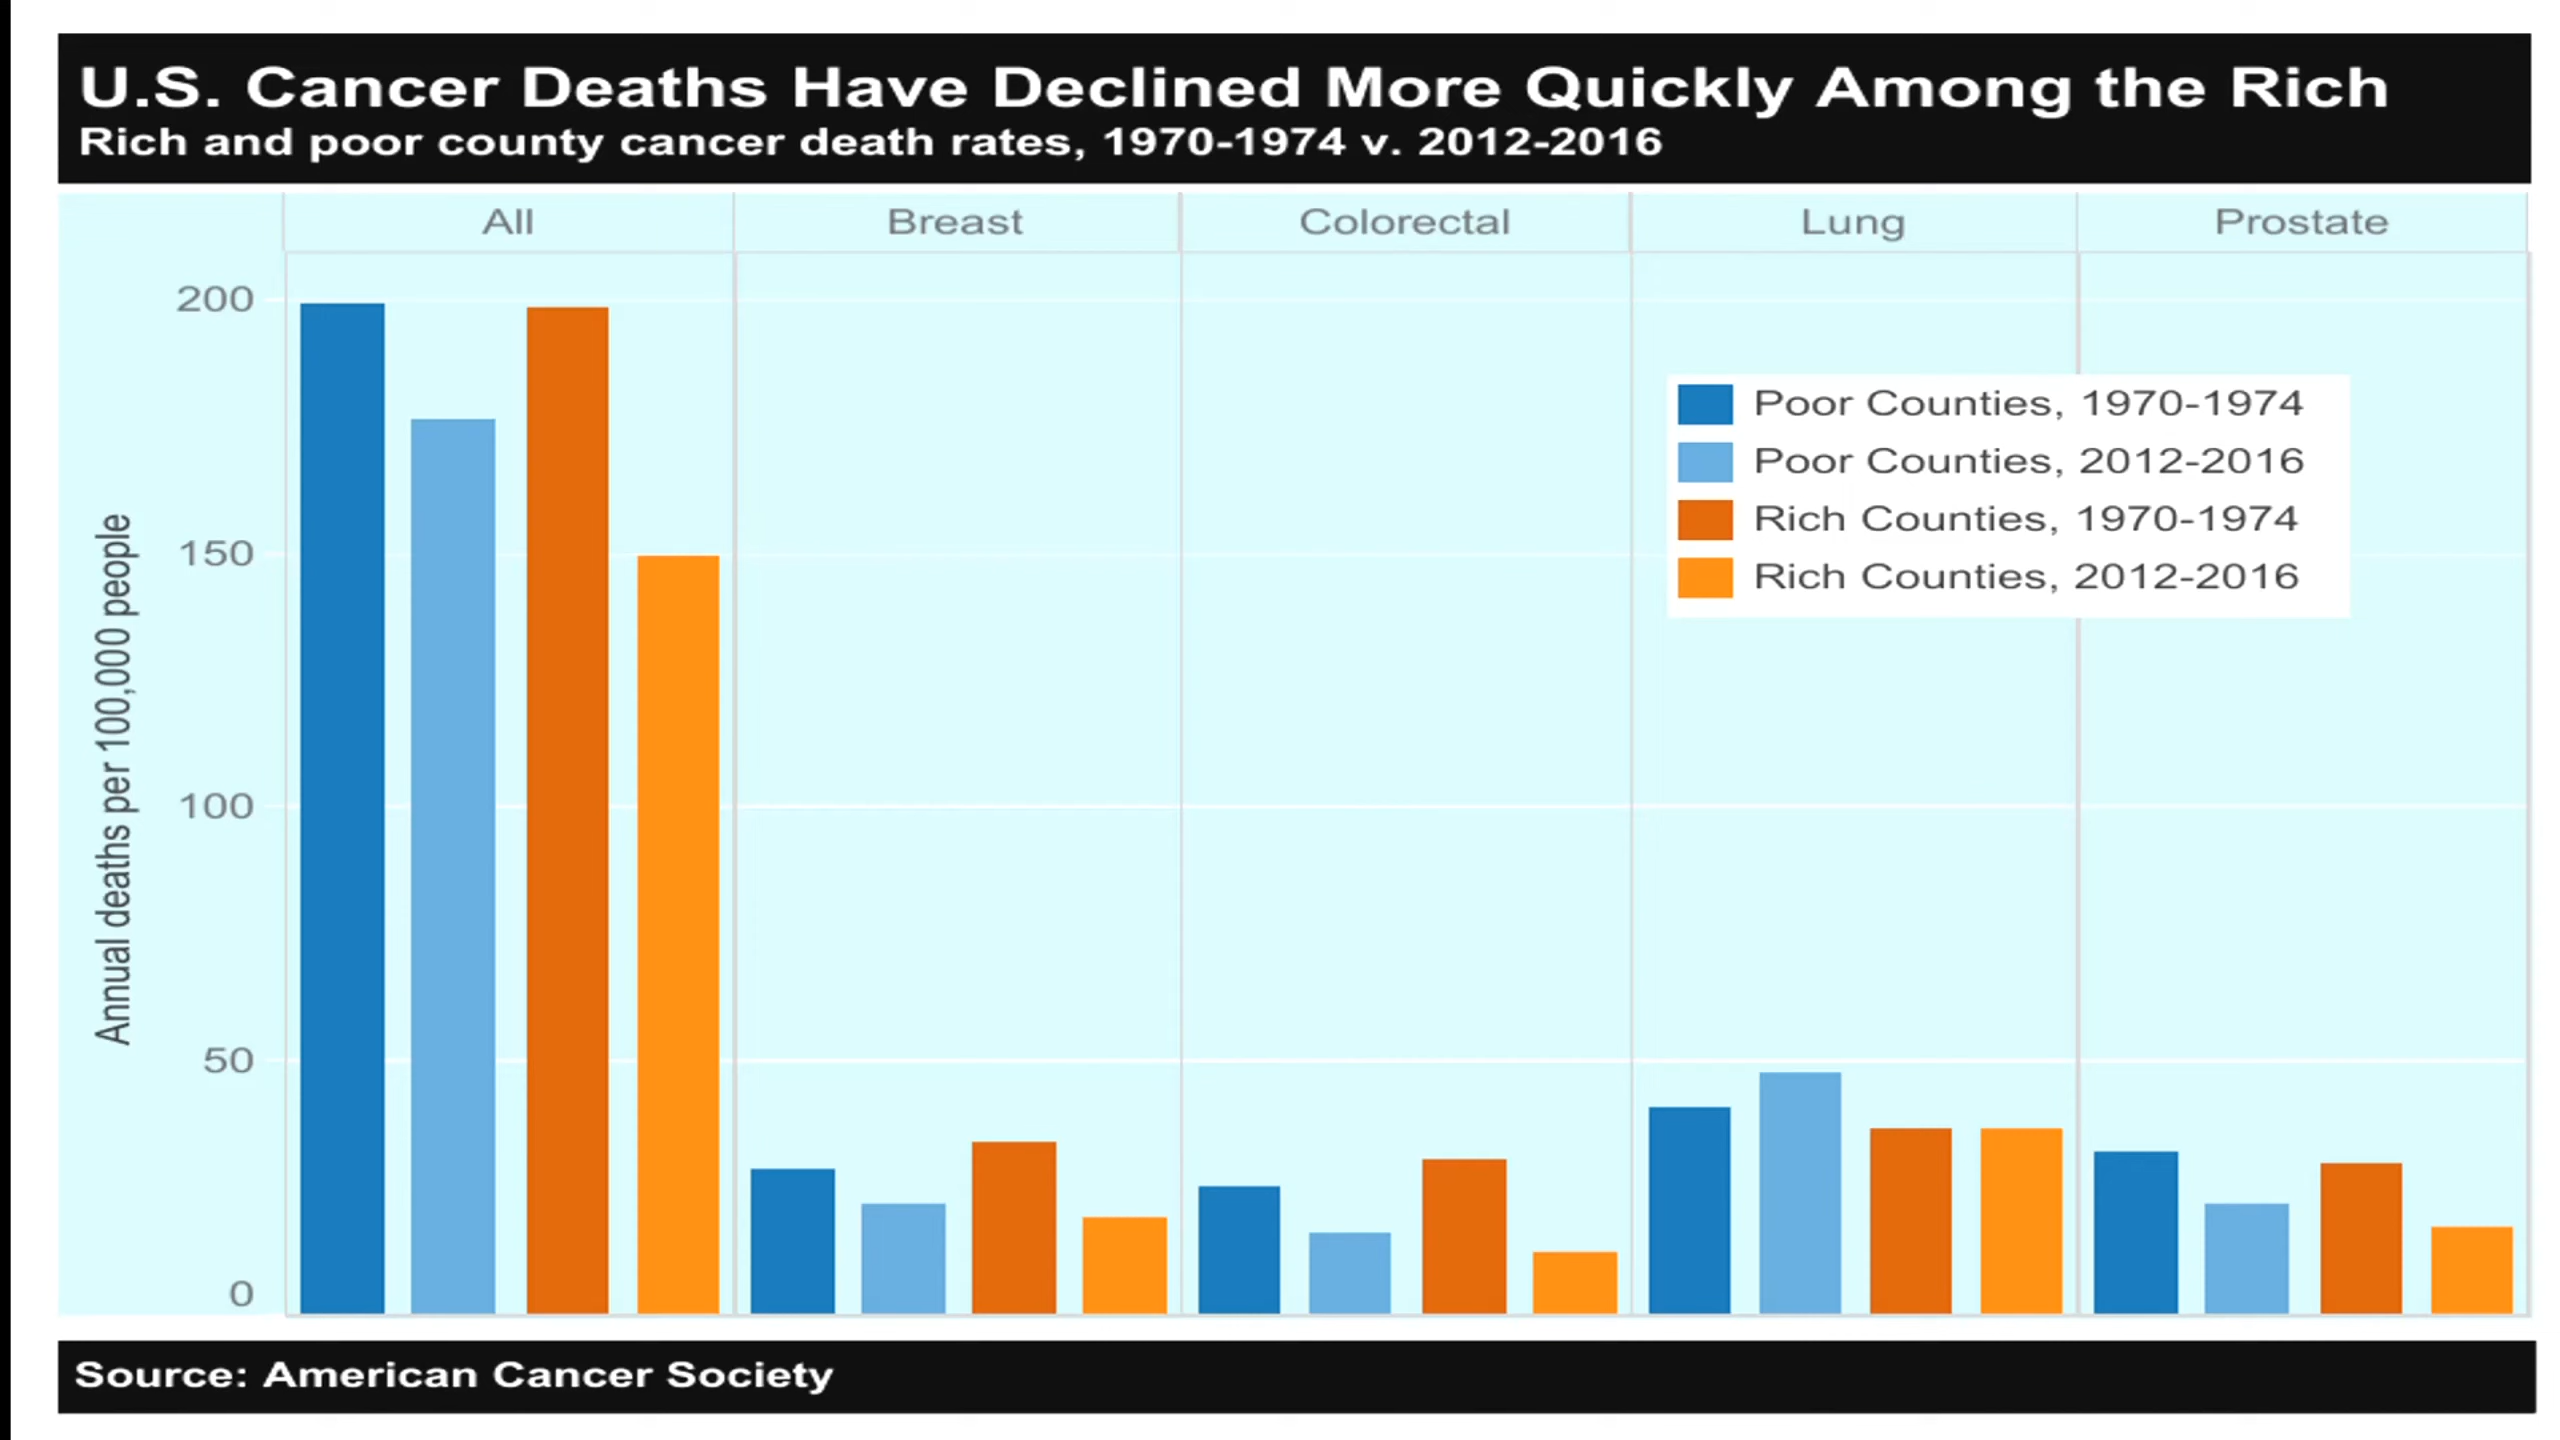 U.S. Cancer Deaths Have Declined More Quickly Among the Rich
Rich and poor county cancer death rates, 1970-1974 v. 2012-2016
All
Breast
Colorectal
Lung
Prostate
Annual deaths per 100,000 people
200
150
100
50
0
Poor Counties, 1970-1974
Poor Counties, 2012-2016
Rich Counties, 1970-1974
Rich Counties, 2012-2016
Source: American Cancer Society